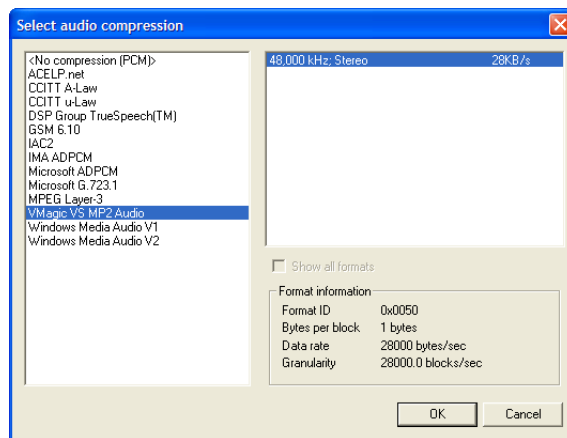 Select audio compression
<No compression (PCM)>
ACELP.net
CCITT A-Law
CCITT u-Law
DSP Group TrueSpeech(TM)
GSM 6.10
IAC2
IMA ADPCM
Microsoft ADPCM
Microsoft G.723.1
MPEG Layer-3
VMagic VS MP2 Audio
Windows Media Audio V1
Windows Media Audio V2
48,000 kHz; Stereo 28KB/s
Show all formats
Format information
Format ID 0x0050
Bytes per block 1 bytes
Data rate 28000 bytes/sec
Granularity 28000.0 blocks/sec
OK Cancel